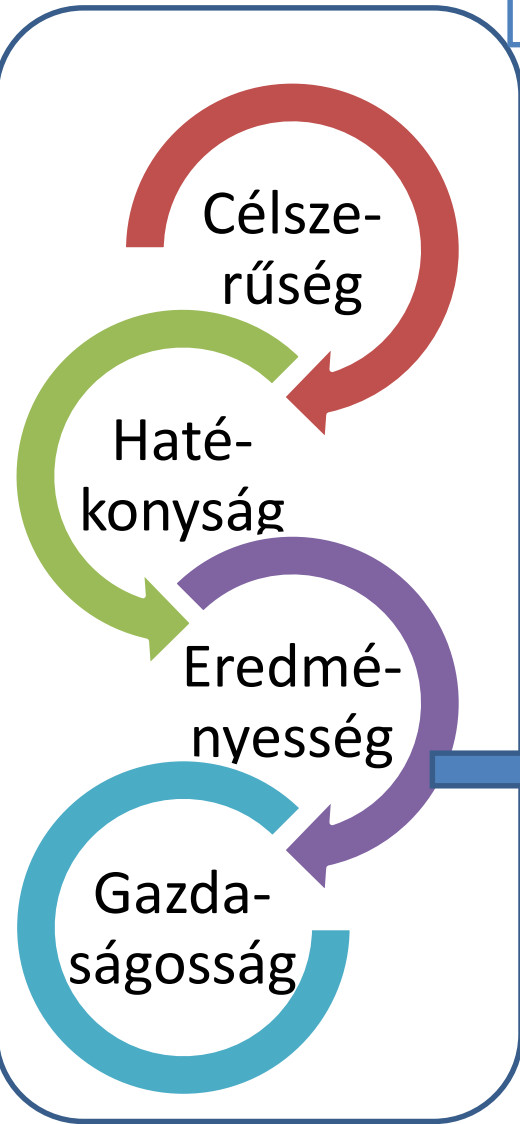 Célsze-
rűség
Haté-
konyság
Eredmé-
nyesség
Gazda-
ságosság